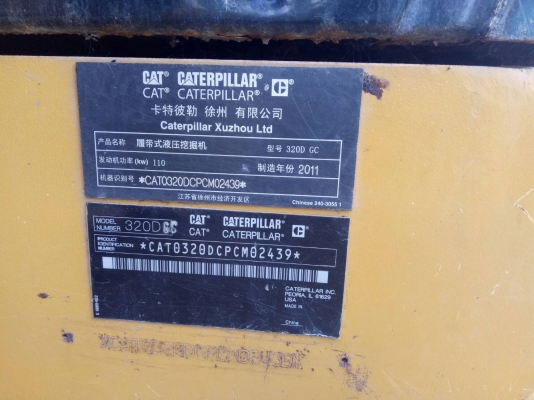 CAT CATERPILLAR®
CAT® CATERPILLAR®
卡特彼勒 徐州 有限公司
Caterpillar Xuzhou Ltd
产品名称 履带式液压挖掘机 型号 320D GC
发动机功率(kw) 110 制造年份 2011
机器识别号 *CAT0320DCPCM02439*
江苏省徐州市经济开发区 Chinese 240-3055 1
MODEL NUMBER 320D GC CAT® CATERPILLAR®
CAT® CATERPILLAR®
PRODUCT IDENTIFICATION NUMBER *CAT0320DCPCM02439*
CATERPILLAR INC.
PEORIA, IL 61629
USA
MADE IN
China